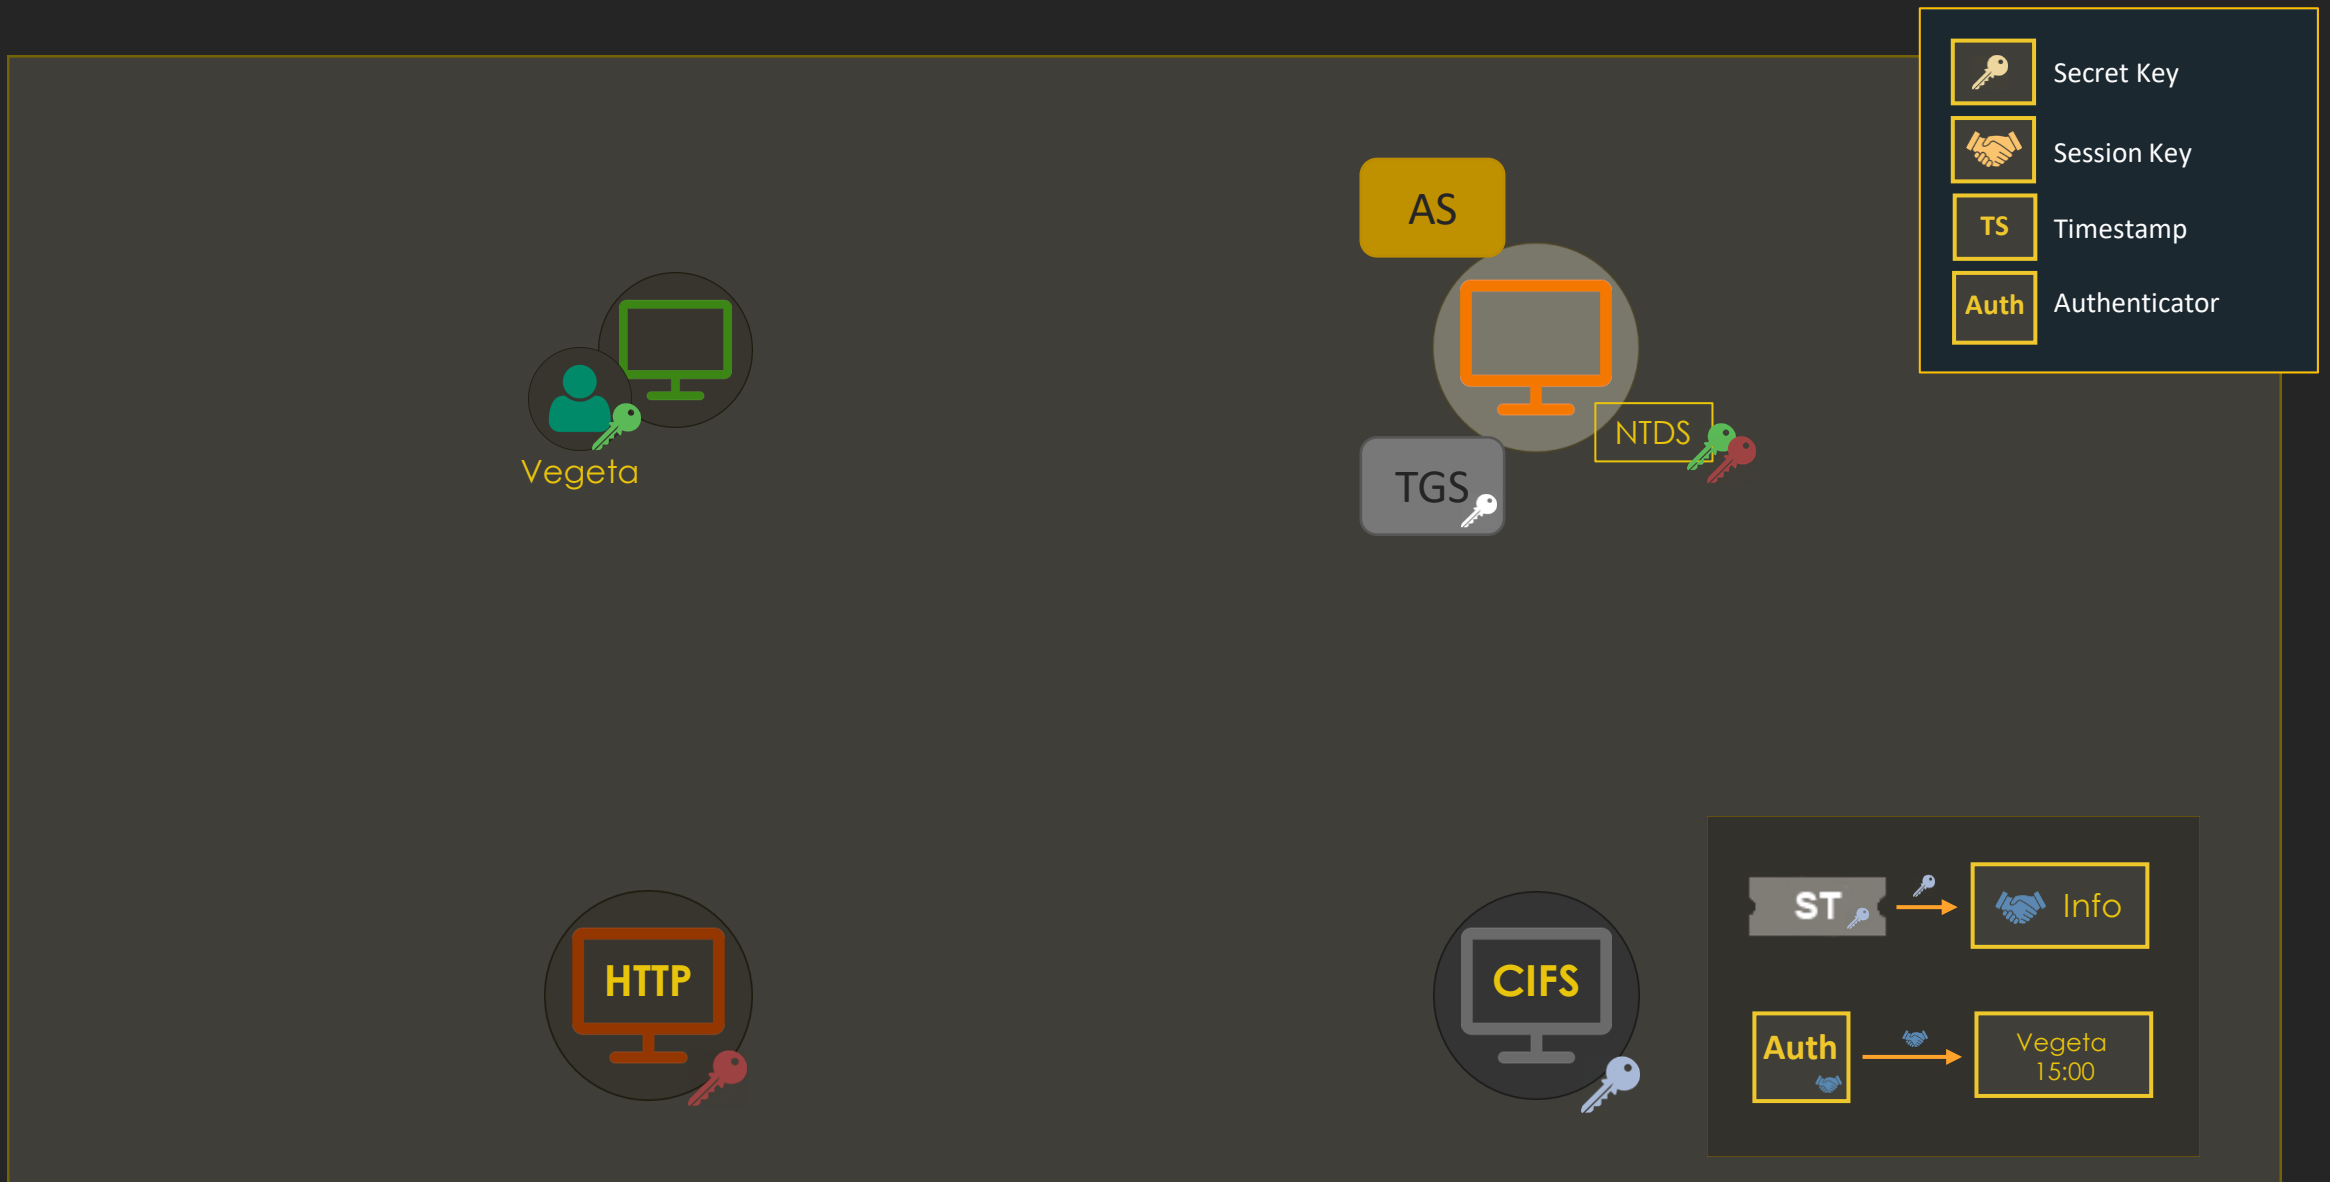 Secret Key
Session Key
TS Timestamp
Auth Authenticator
AS
NTDS
TGS
Vegeta
HTTP
CIFS
ST
Info
Auth
Vegeta
15:00